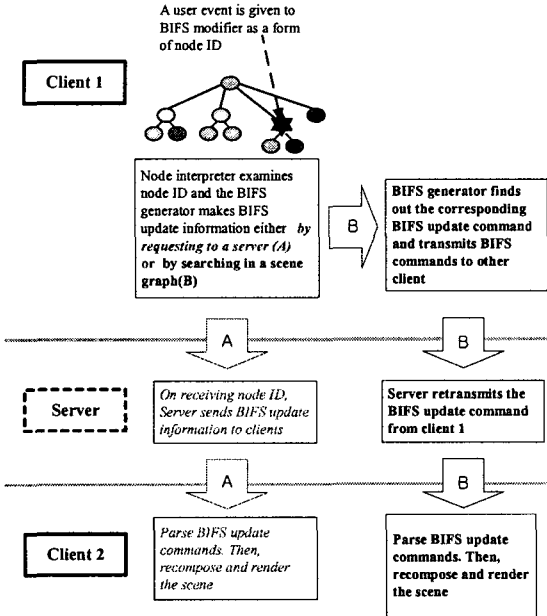 A user event is given to
BIFS modifier as a form
of node ID
Client 1
Node interpreter examines
node ID and the BIFS
generator makes BIFS
update information either by
requesting to a server (A)
or by searching in a scene
graph(B)
B
BIFS generator finds
out the corresponding
BIFS update command
and transmits BIFS
commands to other
client
A
B
Server
On receiving node ID,
Server sends BIFS update
information to clients
Server retransmits the
BIFS update command
from client 1
A
B
Client 2
Parse BIFS update
commands. Then,
recompose and render
the scene
Parse BIFS update
commands. Then,
recompose and render
the scene